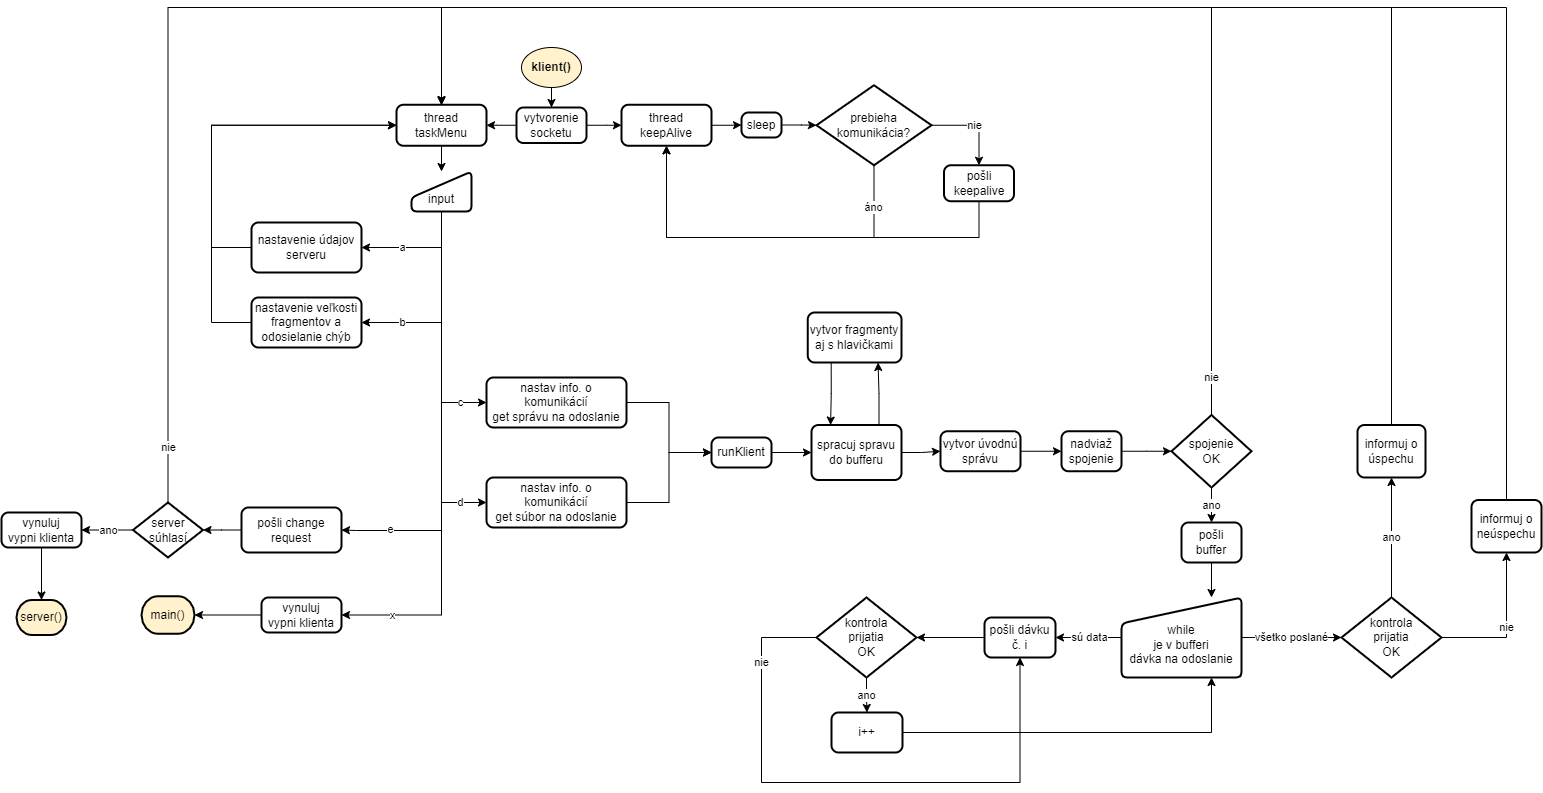 klient()
thread
taskMenu
vytvorenie
socketu
thread
keepAlive
sleep
prebieha
komunikácia?
nie
pošli
keepalive
áno
input
nastavenie údajov
serveru
a
nastavenie veľkosti
fragmentov a
odosielanie chýb
b
vytvor fragmenty
aj s hlavičkami
nastav info. o
komunikácií
get správu na odoslanie
c
nie
nie
runKlient
spracuj spravu
do bufferu
vytvor úvodnú
správu
nadviaž
spojenie
spojenie
OK
informuj o
úspechu
nastav info. o
komunikácií
get súbor na odoslanie
d
vynuluj
vypni klienta
ano
server
súhlasí
pošli change
request
e
ano
pošli
buffer
ano
informuj o
neúspechu
server()
main()
vynuluj
vypni klienta
x
nie
kontrola
prijatia
OK
pošli dávku
č. i
sú data
while
je v bufferi
dávka na odoslanie
všetko poslané
kontrola
prijatia
OK
nie
ano
i++